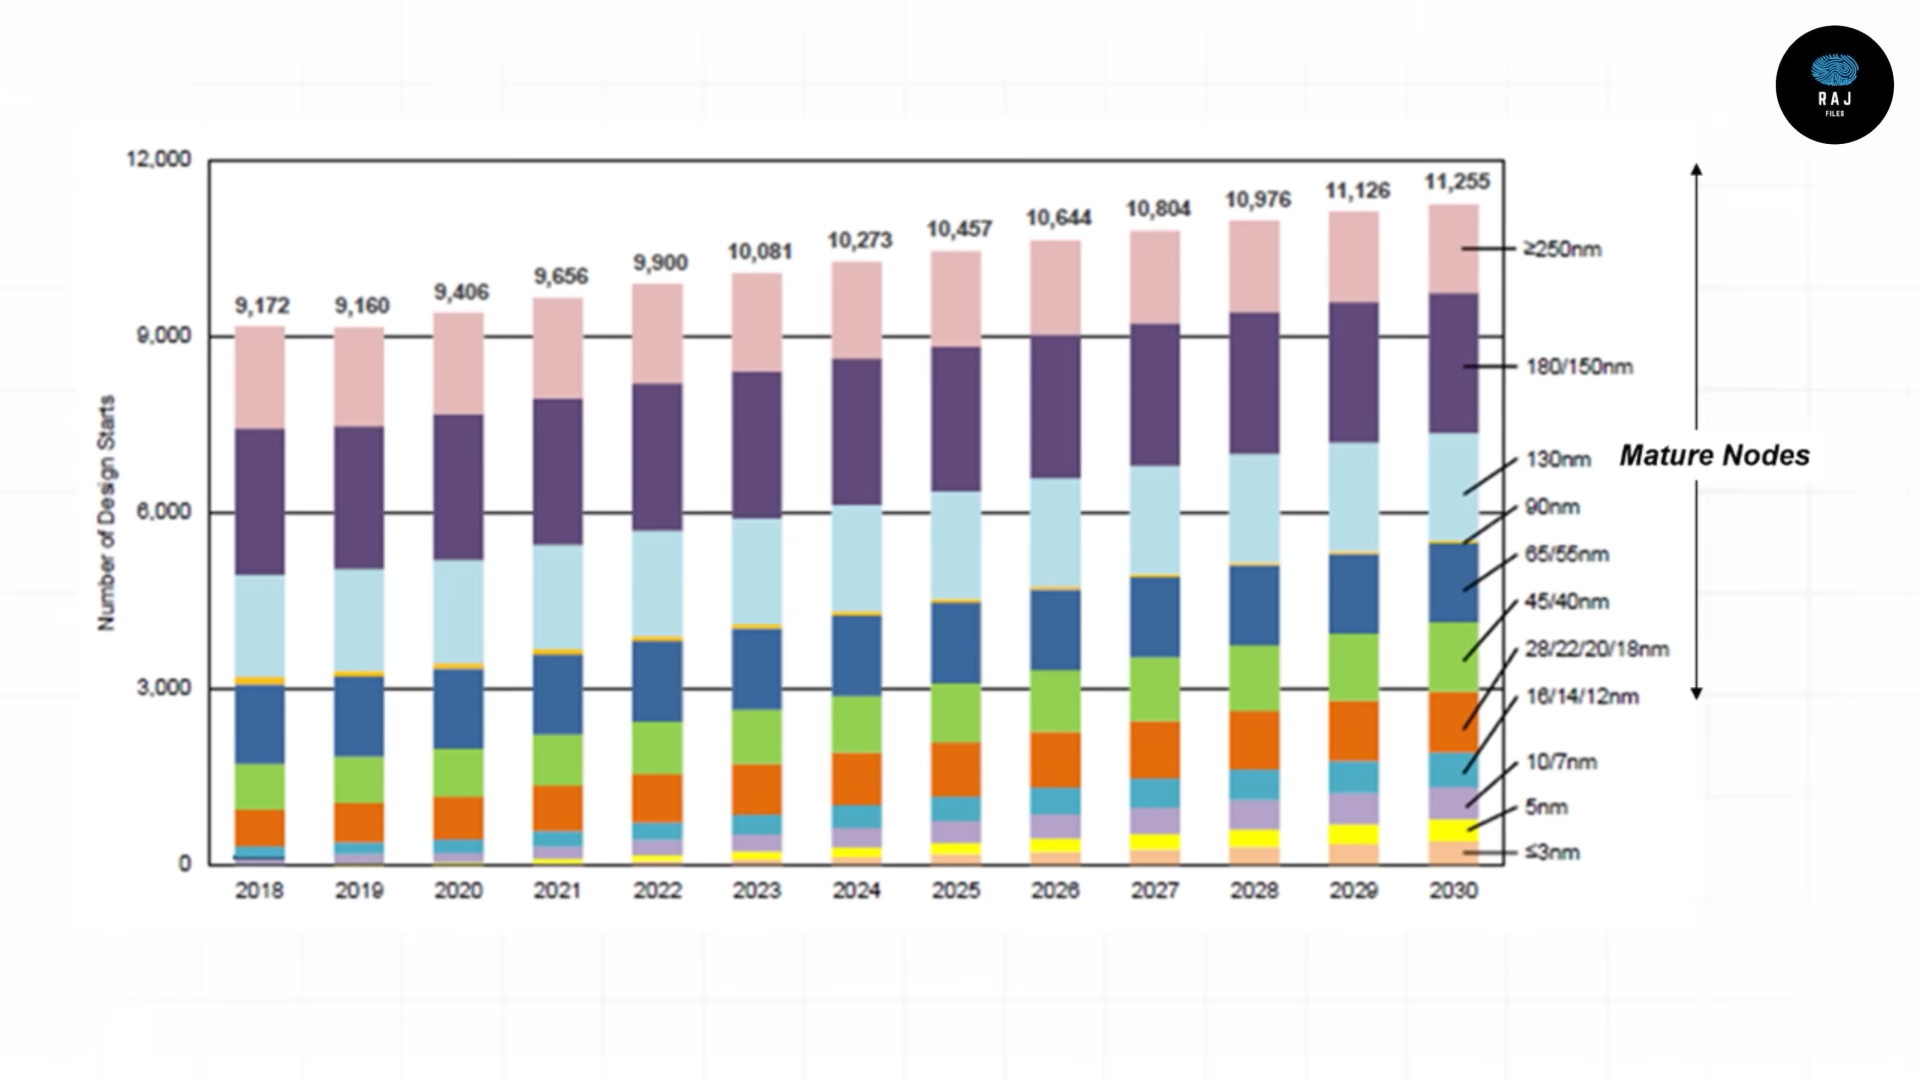 RAJ
FILES
12,000
9,000
6,000
3,000
0
Number of Design Starts
9,172
9,160
9,406
9,656
9,900
10,081
10,273
10,457
10,644
10,804
10,976
11,126
11,255
2018
2019
2020
2021
2022
2023
2024
2025
2026
2027
2028
2029
2030
≥250nm
180/150nm
130nm
90nm
65/55nm
45/40nm
28/22/20/18nm
16/14/12nm
10/7nm
5nm
≤3nm
Mature Nodes